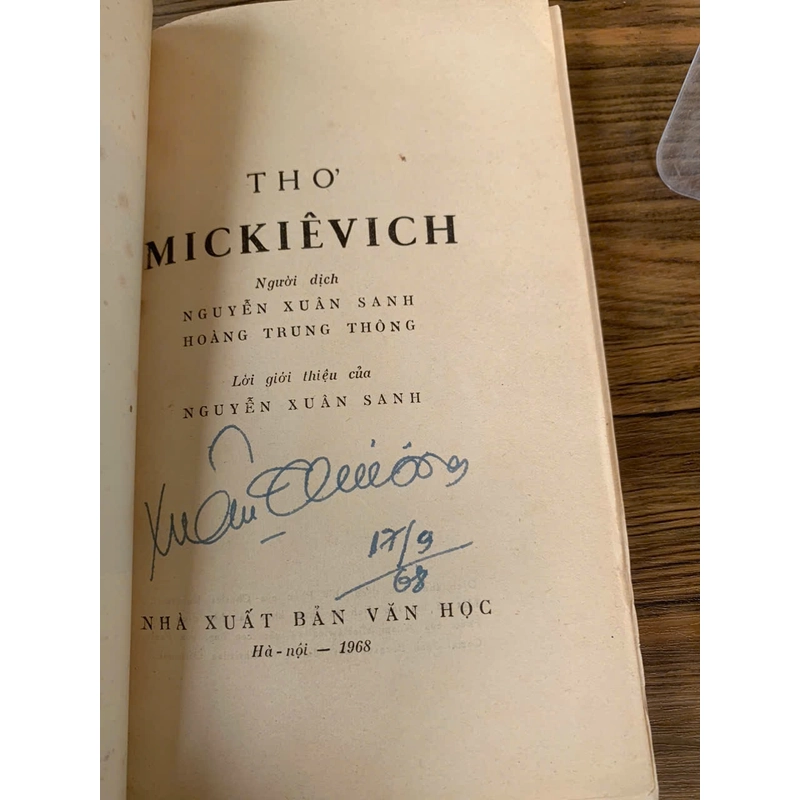 THƠ
MICKIÊVICH
Người dịch
NGUYỄN XUÂN SANH
HOÀNG TRUNG THÔNG
Lời giới thiệu của
NGUYỄN XUÂN SANH
Xuân
17/9
68
NHÀ XUẤT BẢN VĂN HỌC
Hà-nội — 1968